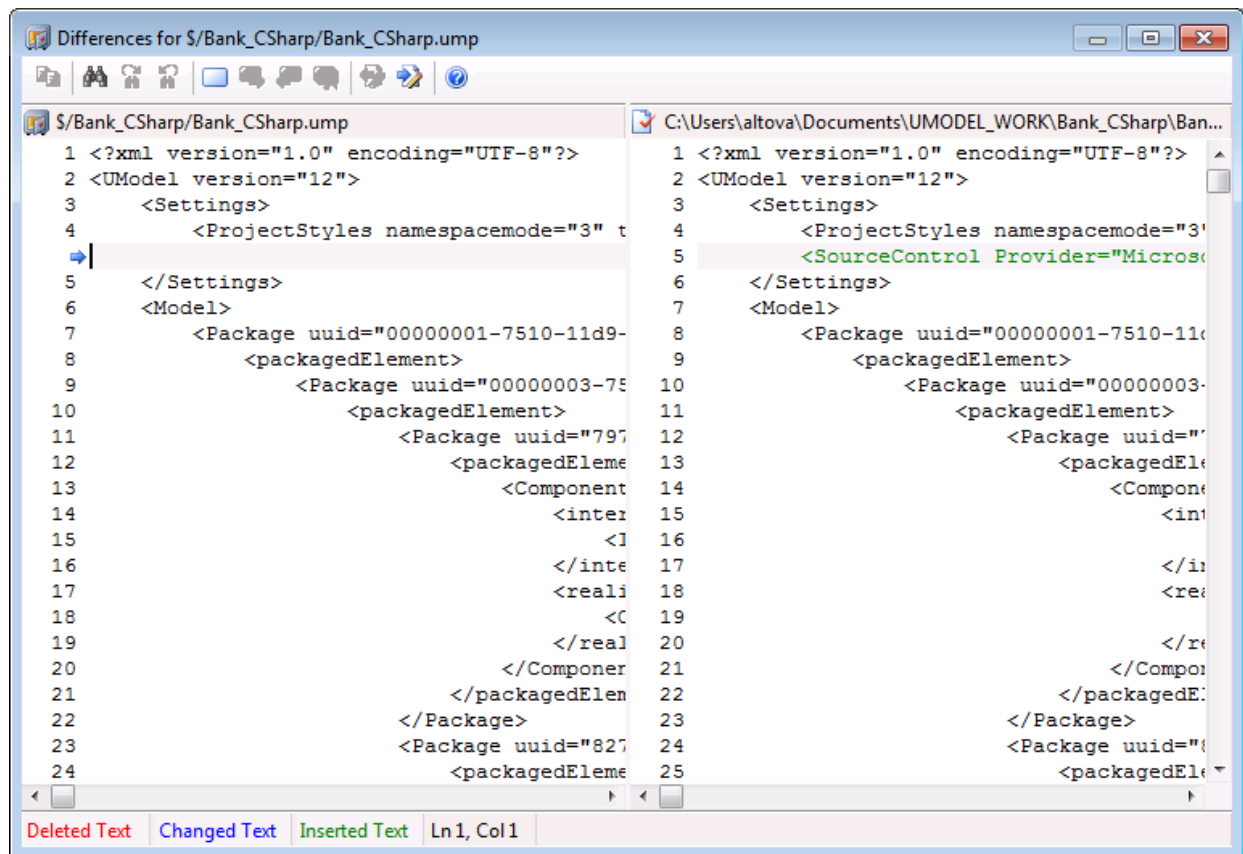 Differences for $/Bank_CSharp/Bank_CSharp.ump
$/Bank_CSharp/Bank_CSharp.ump
1 <?xml version="1.0" encoding="UTF-8"?>
2 <UModel version="12">
3 <Settings>
4 <ProjectStyles namespacemode="3" t
5 </Settings>
6 <Model>
7 <Package uuid="00000001-7510-11d9-
8 <packagedElement>
9 <Package uuid="00000003-75
10 <packagedElement>
11 <Package uuid="797
12 <packagedEleme
13 <Component
14 <inter
15 <I
16 </inte
17 <reali
18 <C
19 </real
20 </Componen
21 </packagedElem
22 </Package>
23 <Package uuid="827
24 <packagedEleme
C:\Users\altova\Documents\UMODEL_WORK\Bank_CSharp\Ban...
1 <?xml version="1.0" encoding="UTF-8"?>
2 <UModel version="12">
3 <Settings>
4 <ProjectStyles namespacemode="3"
5 <SourceControl Provider="Microso
6 </Settings>
7 <Model>
8 <Package uuid="00000001-7510-11d
9 <packagedElement>
10 <Package uuid="00000003-
11 <packagedElement>
12 <Package uuid="7
13 <packagedEle
14 <Compone
15 <int
16
17 </in
18 <rea
19
20 </re
21 </Compon
22 </packagedE
23 </Package>
24 <Package uuid="8
25 <packagedEle
Deleted Text Changed Text Inserted Text Ln 1, Col 1